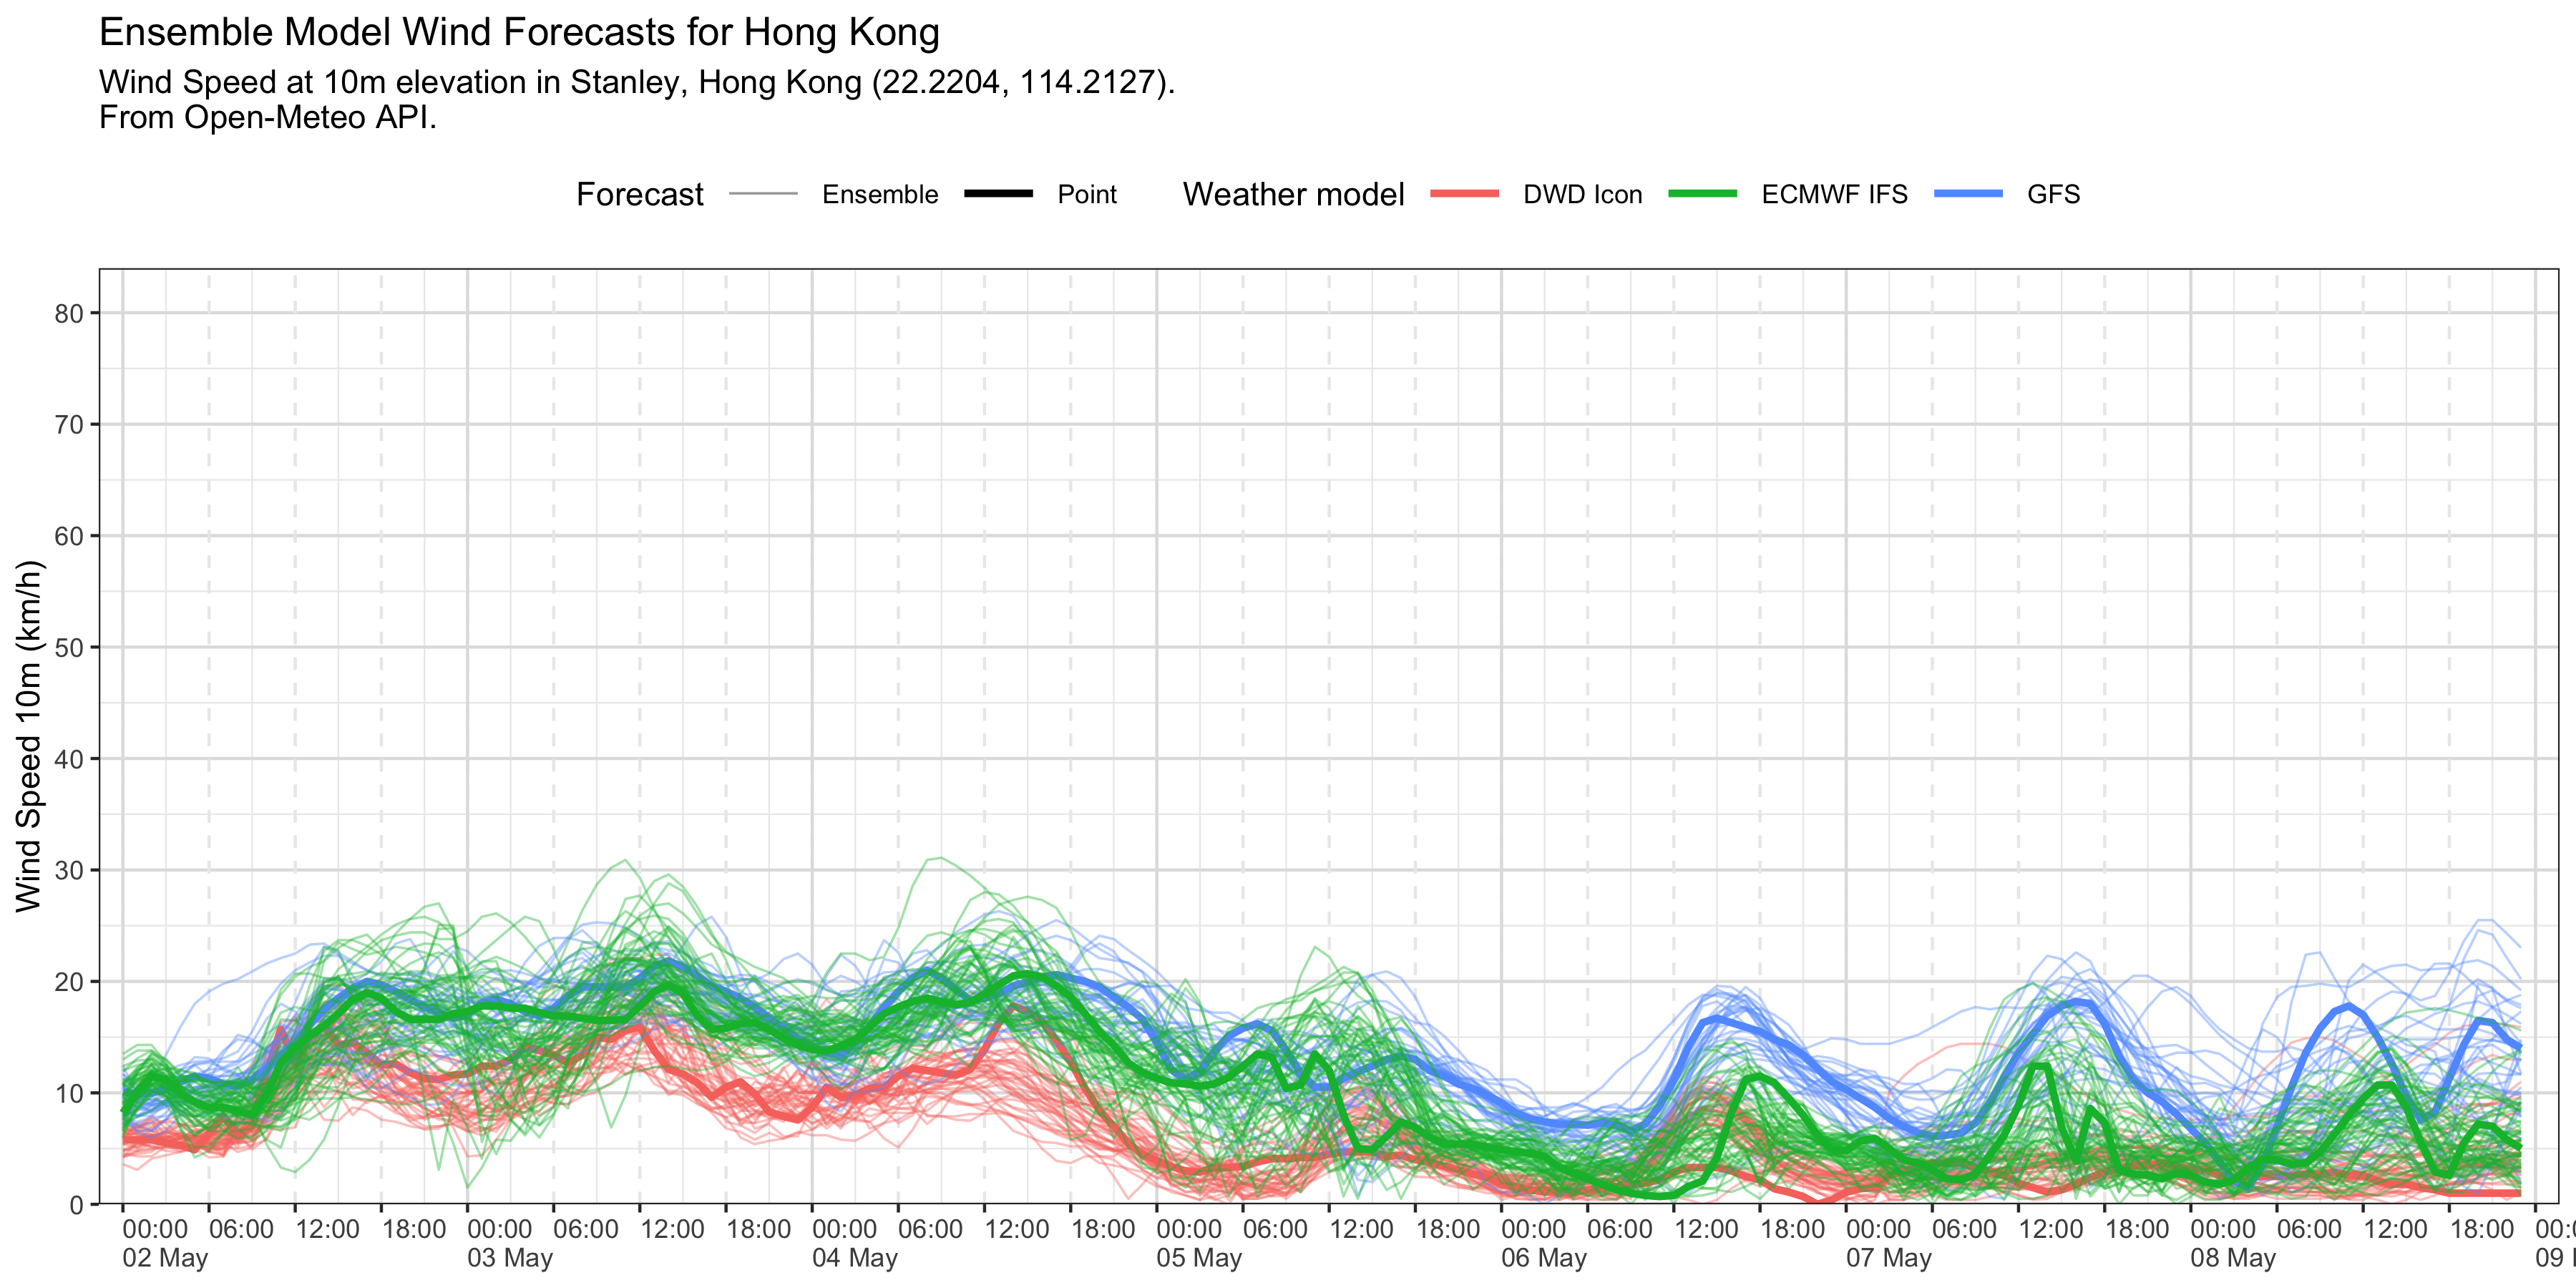 Ensemble Model Wind Forecasts for Hong Kong
Wind Speed at 10m elevation in Stanley, Hong Kong (22.2204, 114.2127).
From Open-Meteo API.
Forecast Ensemble Point Weather model DWD Icon ECMWF IFS GFS
Wind Speed 10m (km/h)
80
70
60
50
40
30
20
10
0
00:00 06:00 12:00 18:00 00:00 06:00 12:00 18:00 00:00 06:00 12:00 18:00 00:00 06:00 12:00 18:00 00:00 06:00 12:00 18:00 00:00 06:00 12:00 18:00 00:00 06:00 12:00 18:00
02 May 03 May 04 May 05 May 06 May 07 May 08 May 09